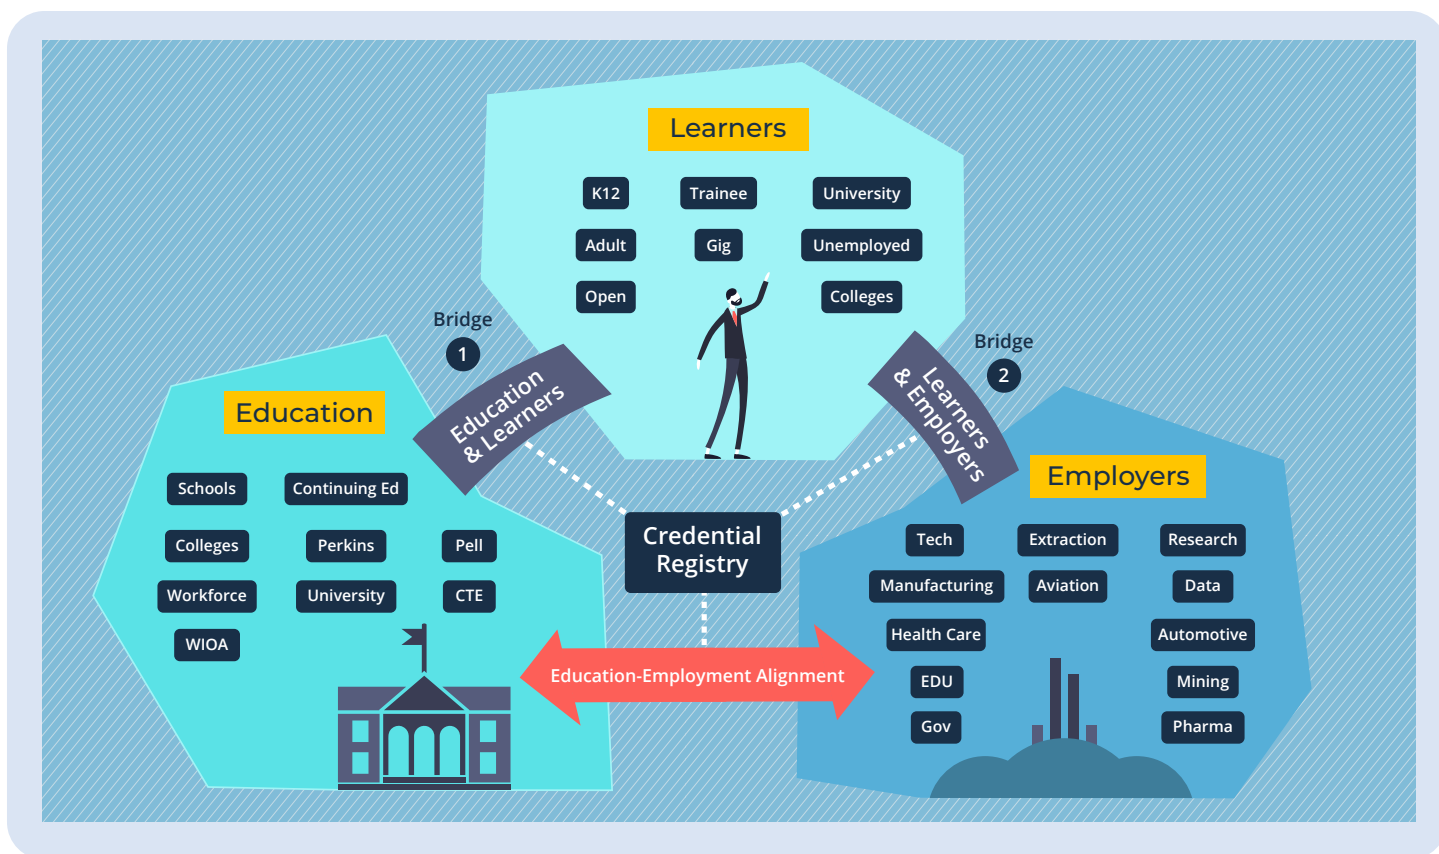 Learners
K12
Trainee
University
Adult
Gig
Unemployed
Open
Colleges
Bridge
1
Education
& Learners
Bridge
2
Learners
& Employers
Education
Schools
Continuing Ed
Colleges
Perkins
Pell
Workforce
University
CTE
WIOA
Credential
Registry
Education-Employment Alignment
Employers
Tech
Extraction
Research
Manufacturing
Aviation
Data
Health Care
Automotive
EDU
Mining
Gov
Pharma